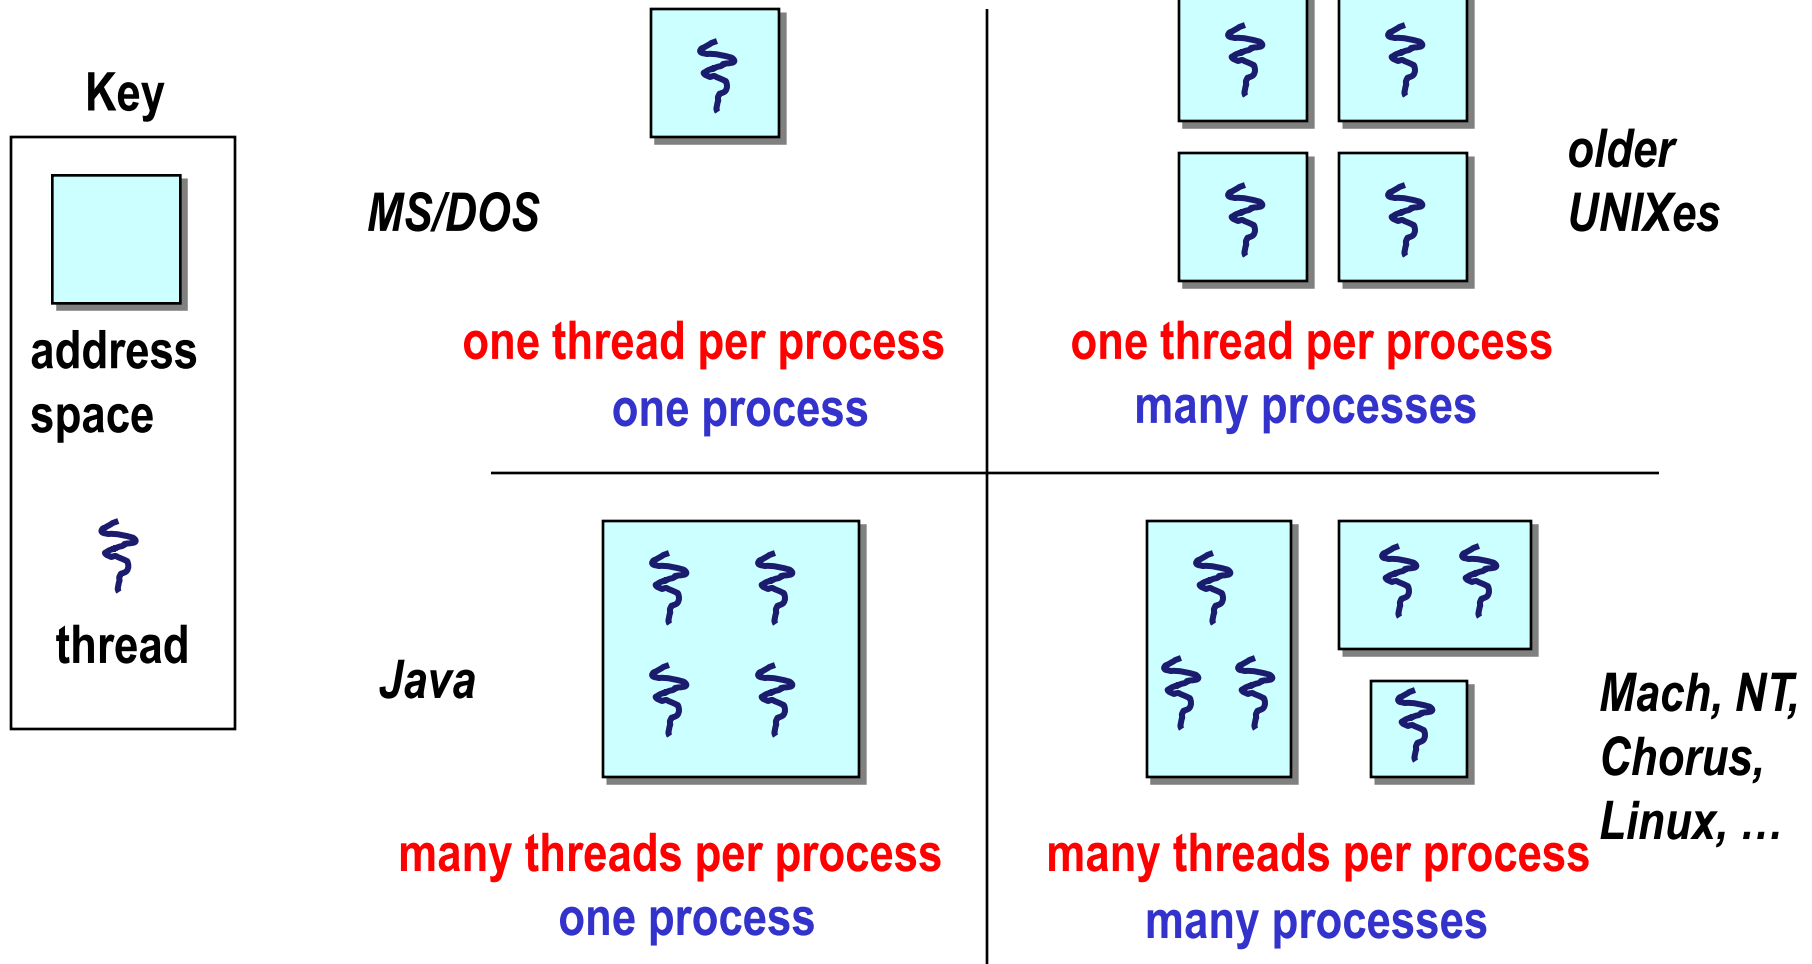 Key
address
space
thread
MS/DOS
one thread per process
one process
older
UNIXes
one thread per process
many processes
Java
many threads per process
one process
Mach, NT,
Chorus,
Linux, …
many threads per process
many processes